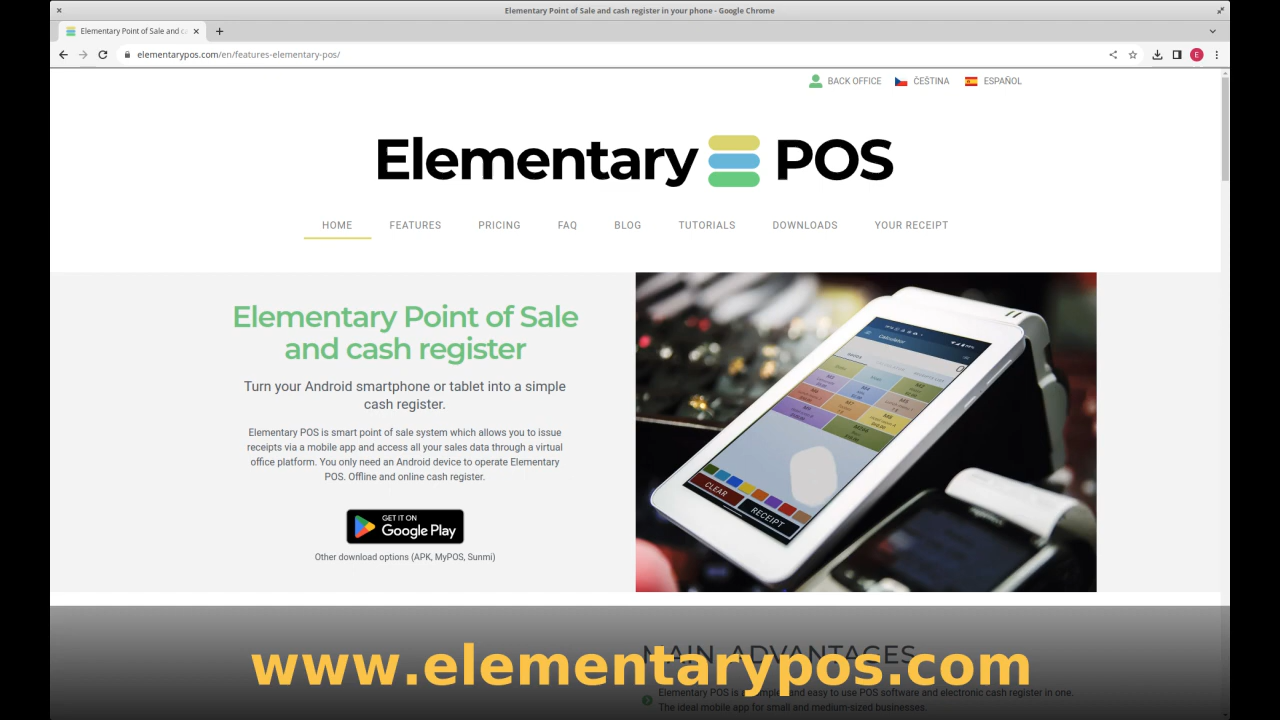 Elementary Point of Sale and cash register in your phone - Google Chrome
Elementary Point of Sale and c
elementarypos.com/en/features-elementary-pos/
E
BACK OFFICE ČEŠTINA ESPAÑOL
Elementary POS
HOME FEATURES PRICING FAQ BLOG TUTORIALS DOWNLOADS YOUR RECEIPT
Elementary Point of Sale
and cash register
Turn your Android smartphone or tablet into a simple
cash register.
Elementary POS is smart point of sale system which allows you to issue
receipts via a mobile app and access all your sales data through a virtual
office platform. You only need an Android device to operate Elementary
POS. Offline and online cash register.
GET IT ON
Google Play
Other download options (APK, MyPOS, Sunmi)
Calculator
CLEAR RECEIPT
MAIN ADVANTAGES
www.elementarypos.com
Elementary POS is and easy to use POS software and electronic cash register in one.
The ideal mobile app for small and medium-sized businesses.